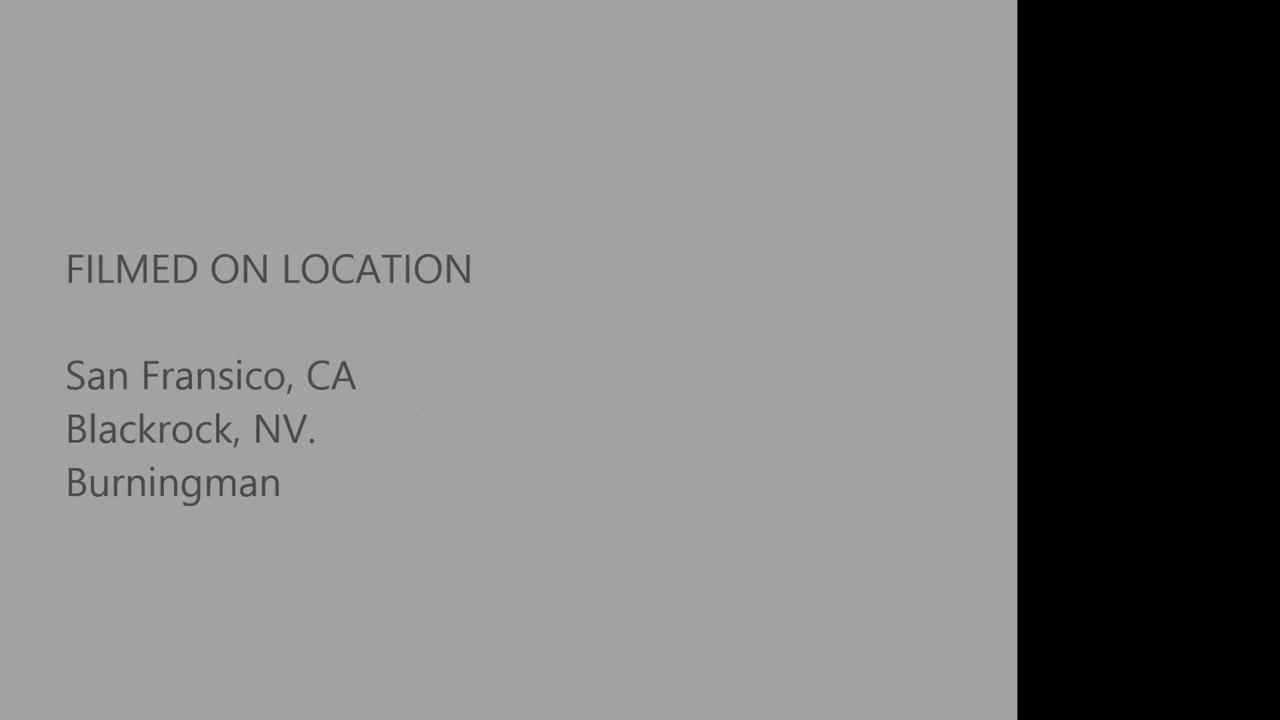 FILMED ON LOCATION
San Fransico, CA
Blackrock, NV.
Burningman